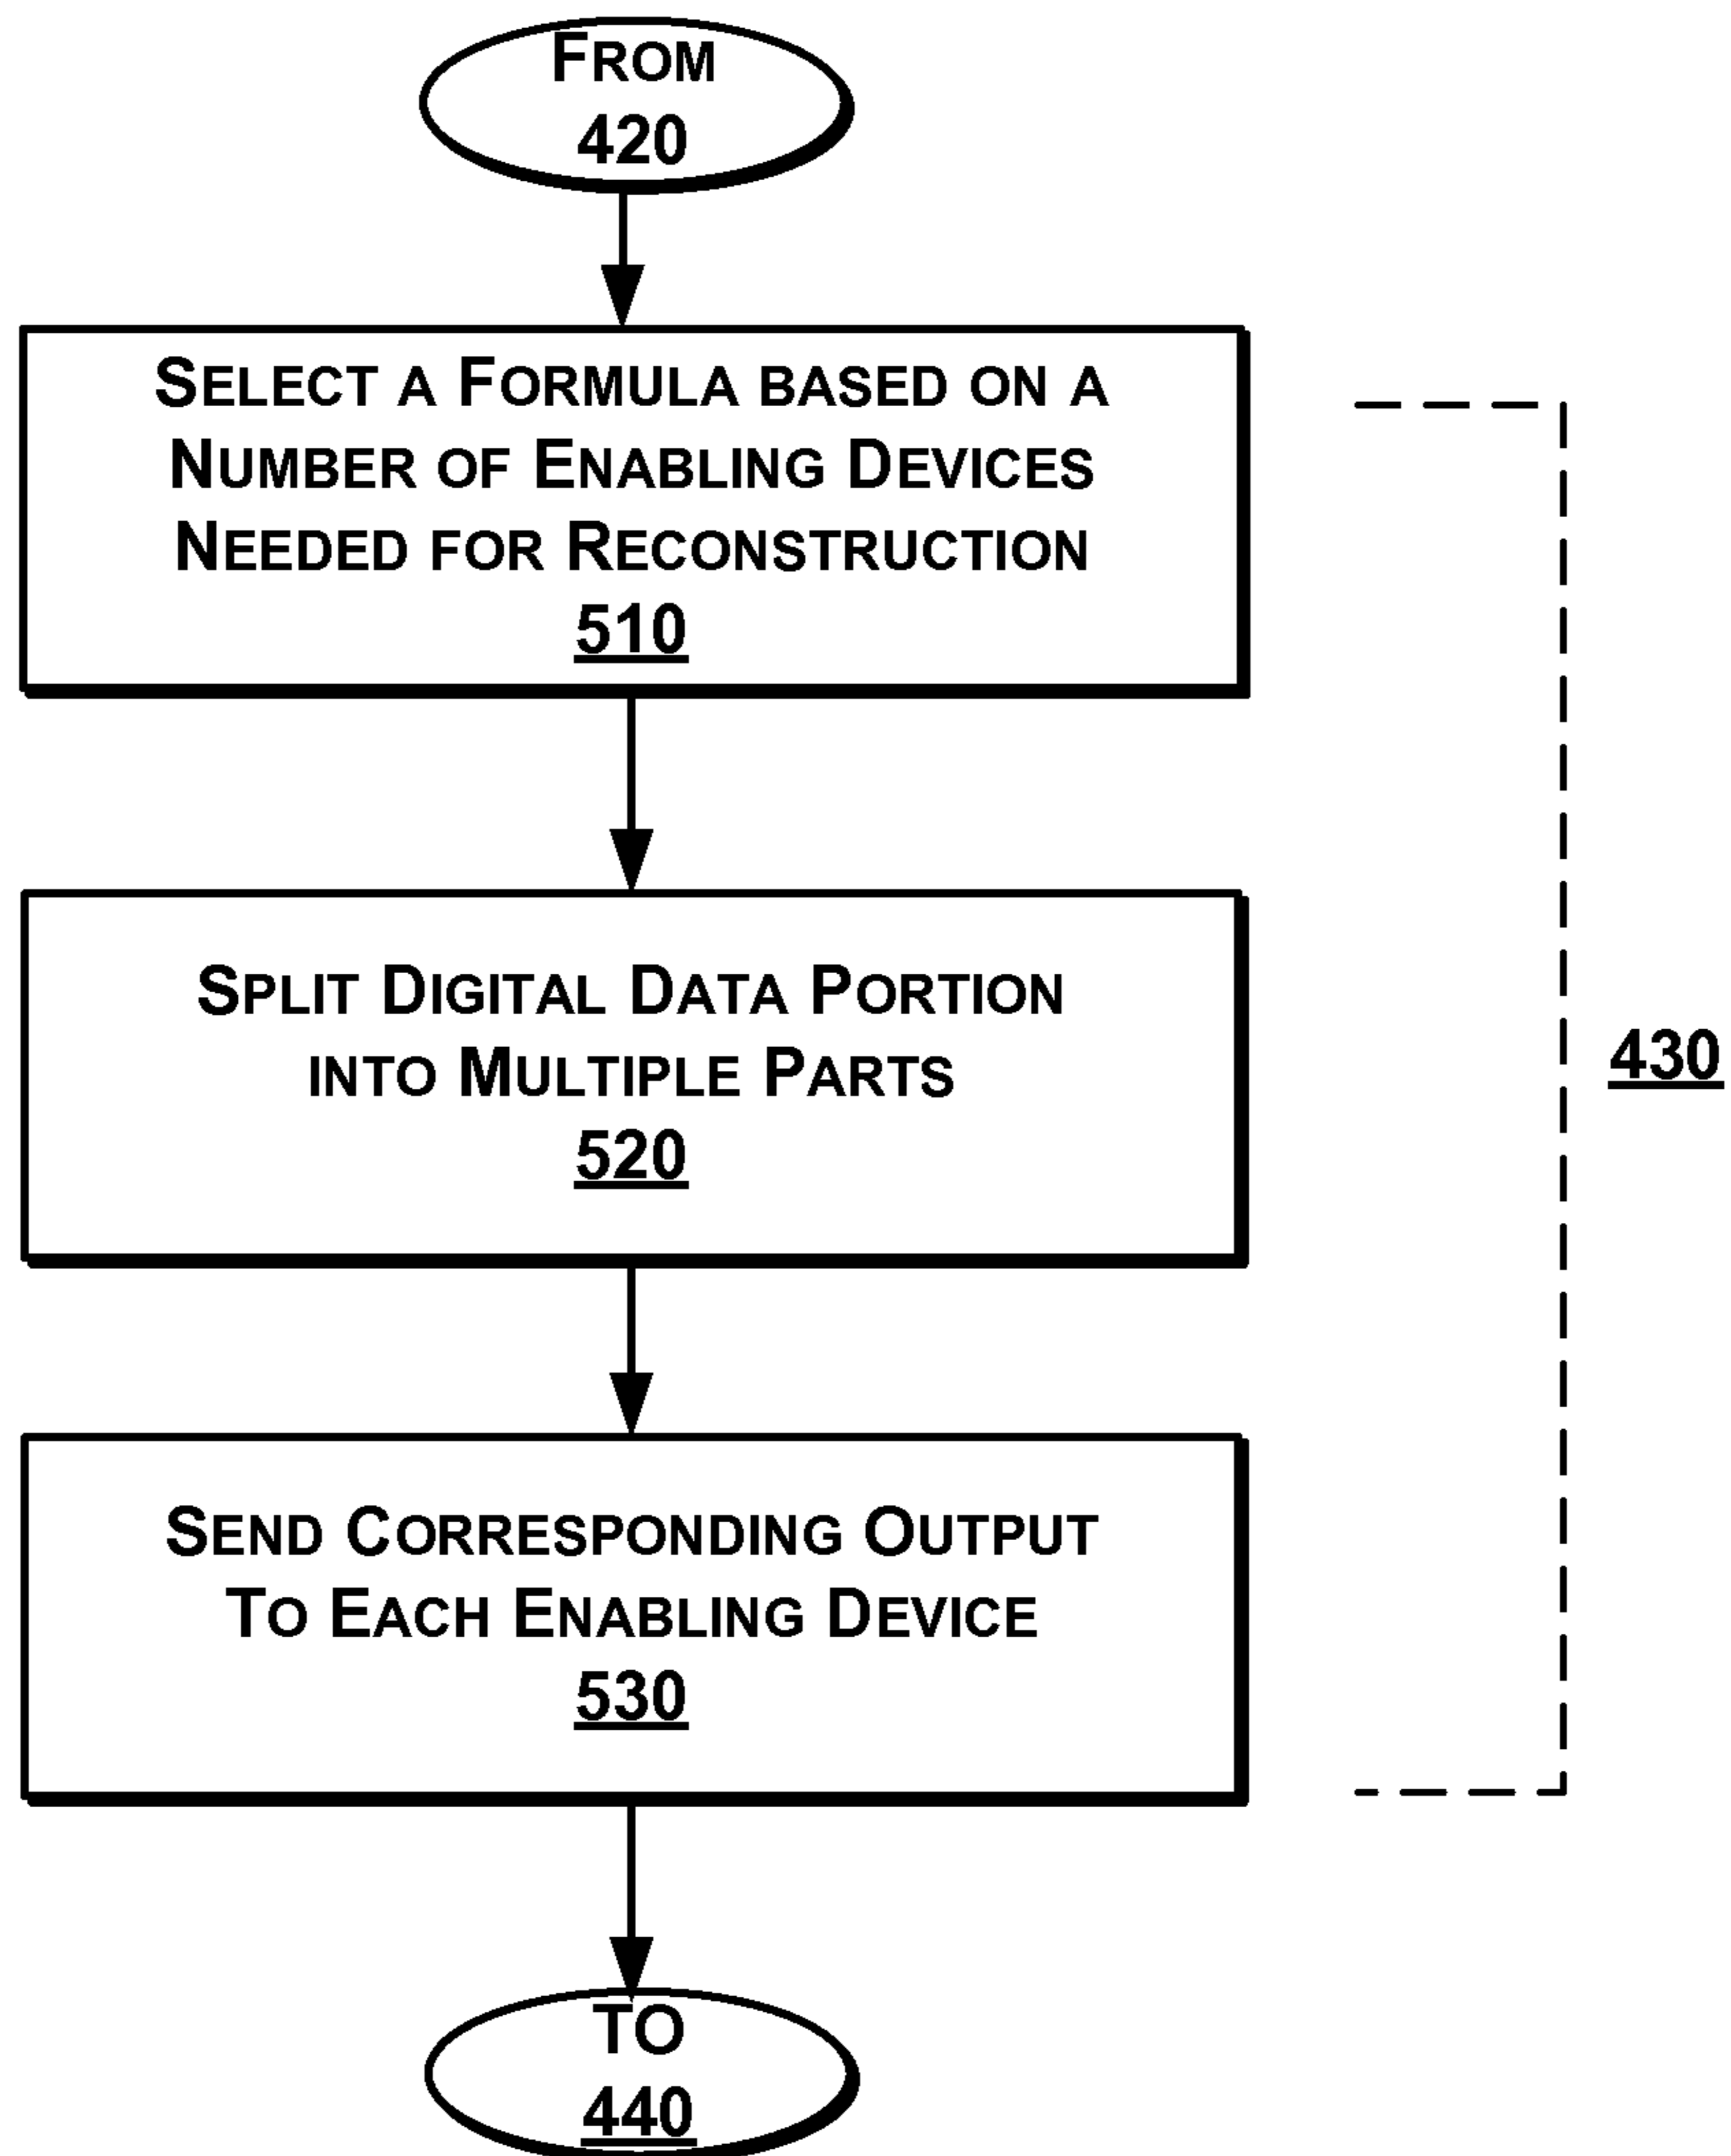 FROM
420
SELECT A FORMULA BASED ON A
NUMBER OF ENABLING DEVICES
NEEDED FOR RECONSTRUCTION
510
SPLIT DIGITAL DATA PORTION
INTO MULTIPLE PARTS
520
430
SEND CORRESPONDING OUTPUT
TO EACH ENABLING DEVICE
530
TO
440